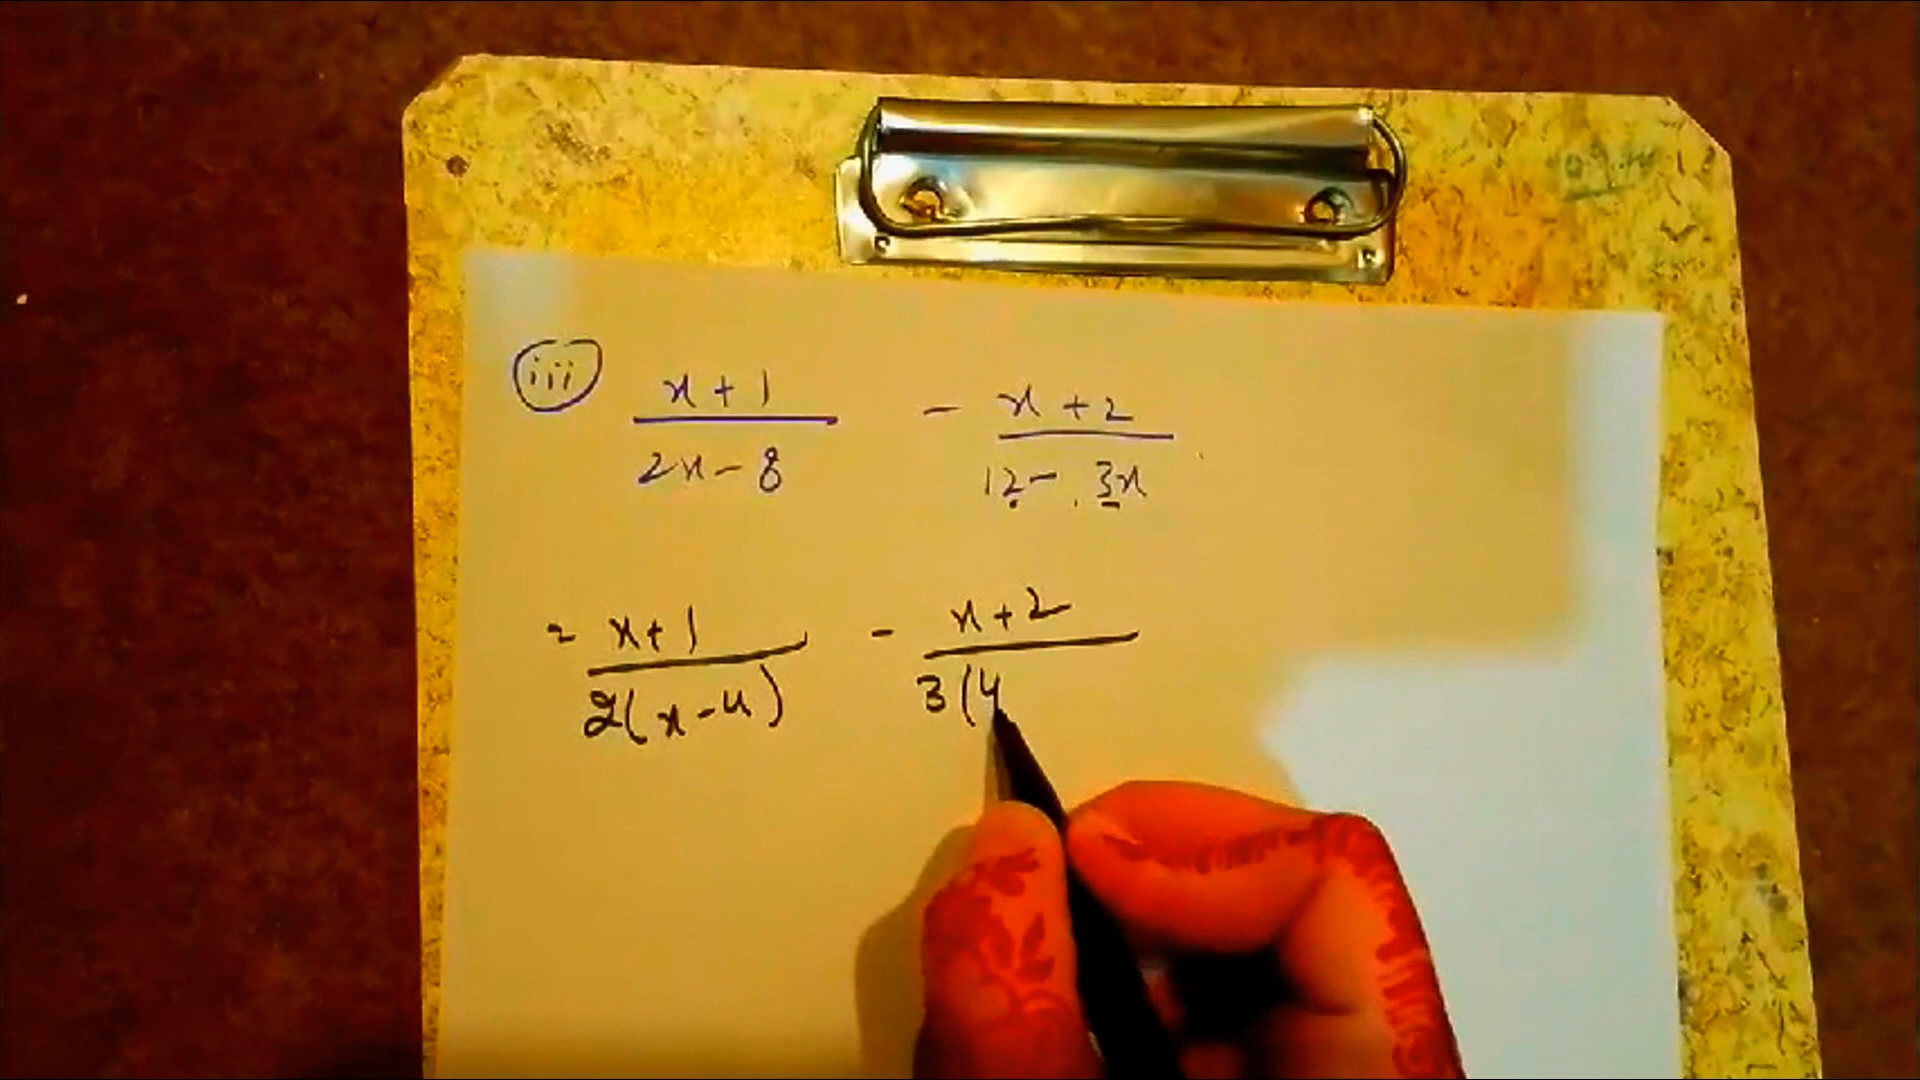 iii x + 1 - x + 2
2x - 8 12 - 3x
= x + 1 - x + 2
2(x - 4) 3(4